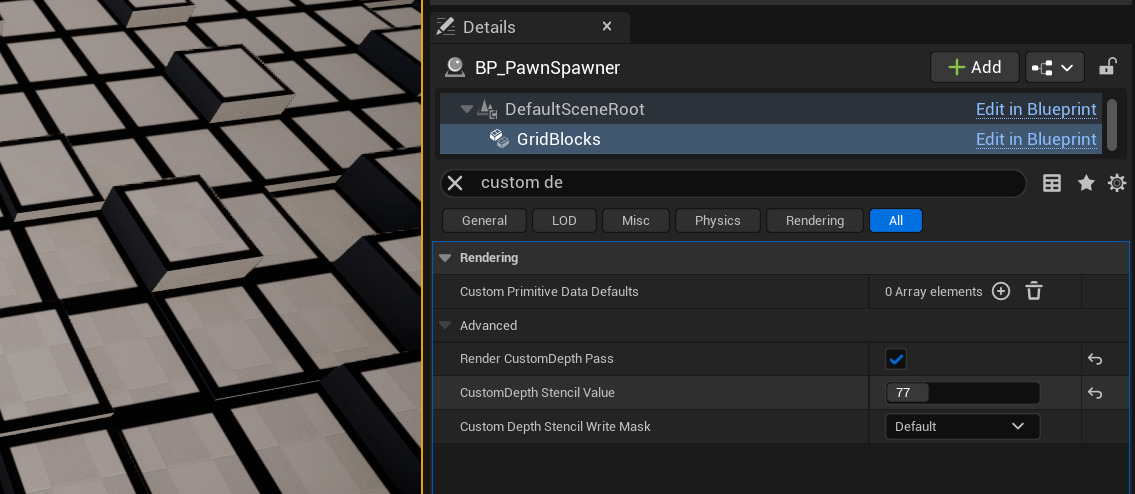 Details
BP_PawnSpawner
Add
DefaultSceneRoot
Edit in Blueprint
GridBlocks
Edit in Blueprint
custom de
General LOD Misc Physics Rendering All
Rendering
Custom Primitive Data Defaults 0 Array elements
Advanced
Render CustomDepth Pass
CustomDepth Stencil Value 77
Custom Depth Stencil Write Mask Default